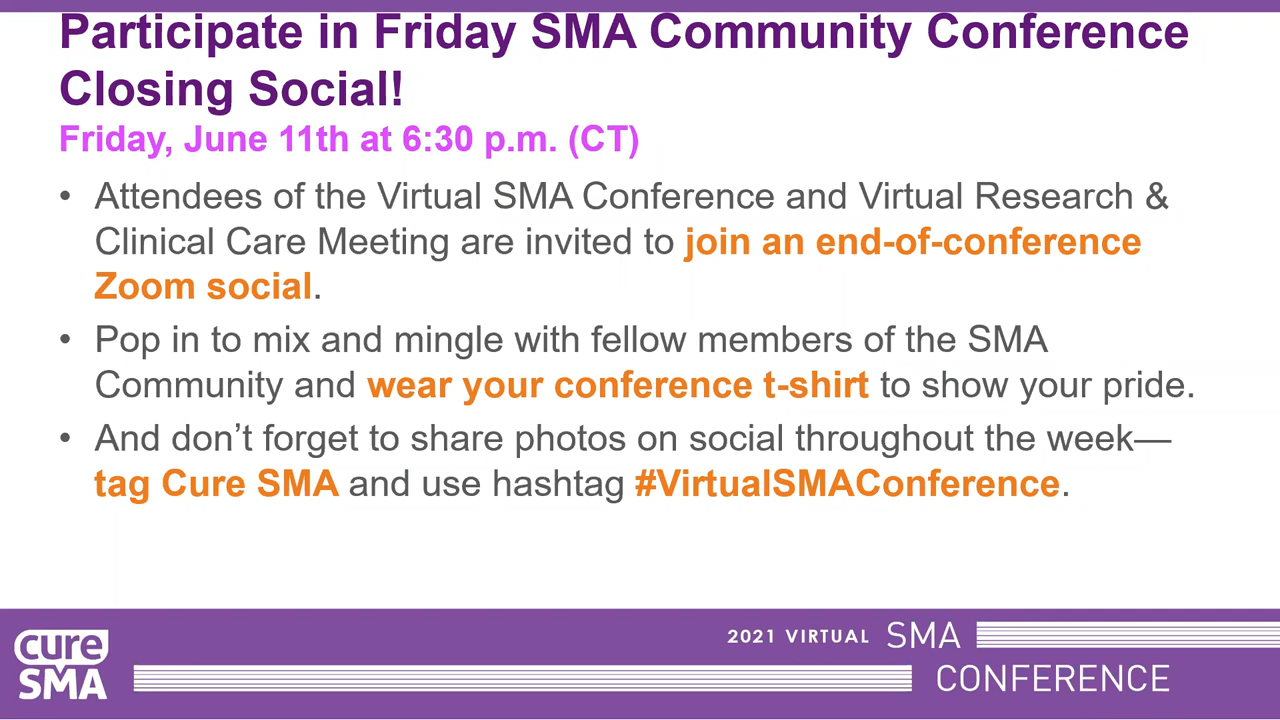 Participate in Friday SMA Community Conference
Closing Social!
Friday, June 11th at 6:30 p.m. (CT)
• Attendees of the Virtual SMA Conference and Virtual Research &
Clinical Care Meeting are invited to join an end-of-conference
Zoom social.
• Pop in to mix and mingle with fellow members of the SMA
Community and wear your conference t-shirt to show your pride.
• And don’t forget to share photos on social throughout the week—
tag Cure SMA and use hashtag #VirtualSMAConference.
cure
SMA
2021 VIRTUAL SMA
CONFERENCE